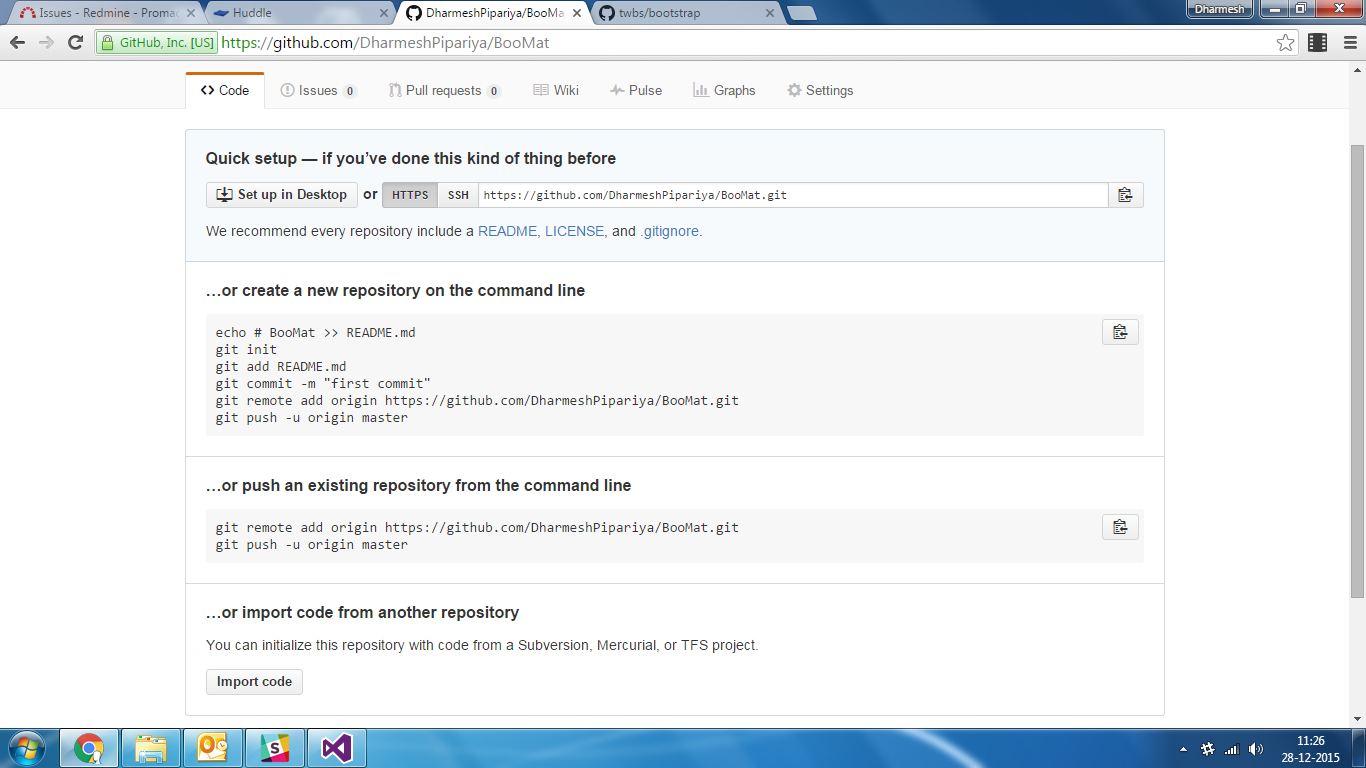 Issues - Redmine - Promac
Huddle
DharmeshPipariya/BooMa
twbs/bootstrap
Dharmesh
GitHub, Inc. [US] https://github.com/DharmeshPipariya/BooMat
Code
Issues 0
Pull requests 0
Wiki
Pulse
Graphs
Settings
Quick setup — if you’ve done this kind of thing before
Set up in Desktop or HTTPS SSH https://github.com/DharmeshPipariya/BooMat.git
We recommend every repository include a README, LICENSE, and .gitignore.
…or create a new repository on the command line
echo # BooMat >> README.md
git init
git add README.md
git commit -m "first commit"
git remote add origin https://github.com/DharmeshPipariya/BooMat.git
git push -u origin master
…or push an existing repository from the command line
git remote add origin https://github.com/DharmeshPipariya/BooMat.git
git push -u origin master
…or import code from another repository
You can initialize this repository with code from a Subversion, Mercurial, or TFS project.
Import code
11:26
28-12-2015